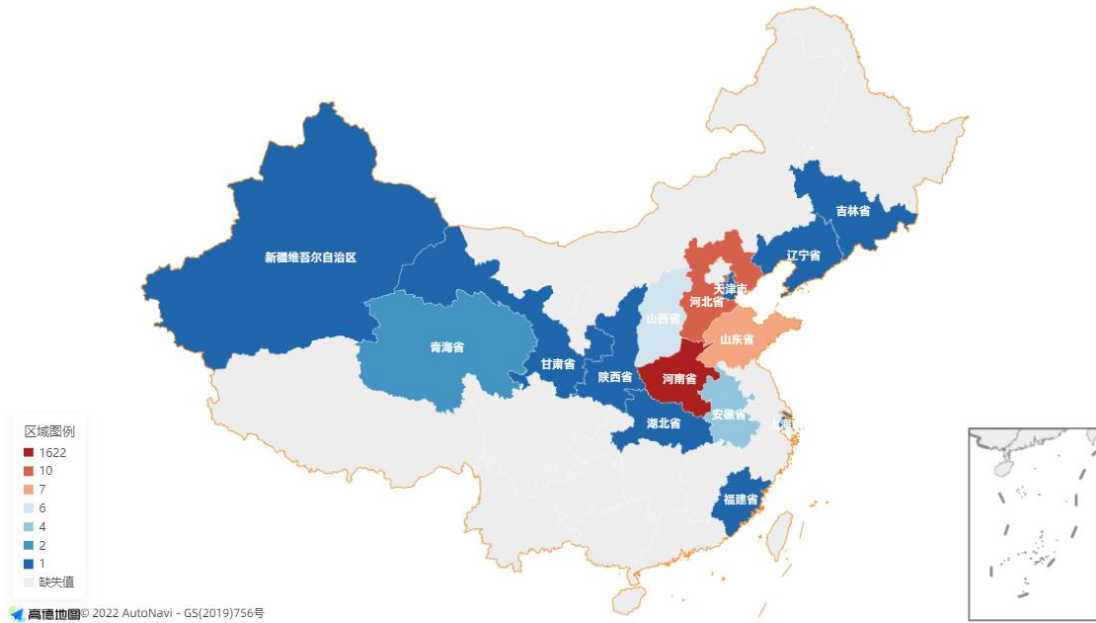 吉林省
辽宁省
新疆维吾尔自治区
天津市
河北省
山西省
山东省
青海省
甘肃省
陕西省
河南省
安徽省
湖北省
福建省
区域图例
1622
10
7
6
4
2
1
缺失值
高德地图© 2022 AutoNavi - GS(2019)756号